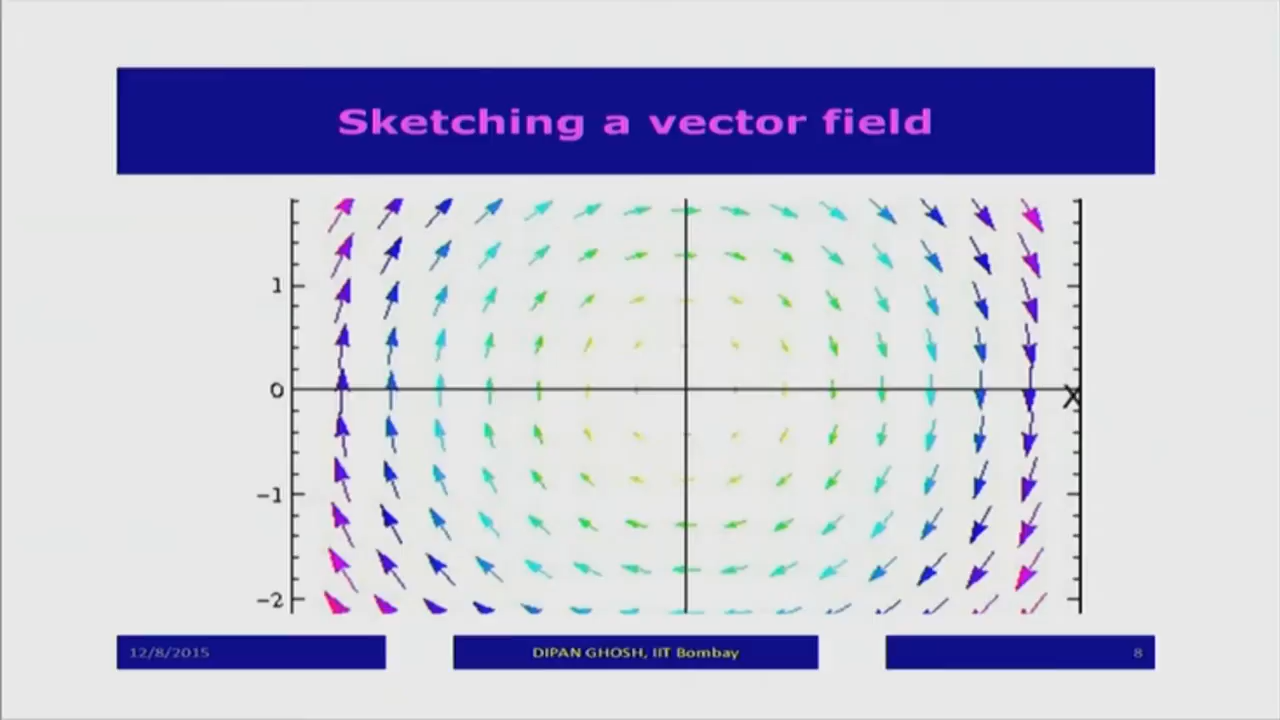 Sketching a vector field
1
0
X
−1
−2
12/8/2015
DIPAN GHOSH, IIT Bombay
8